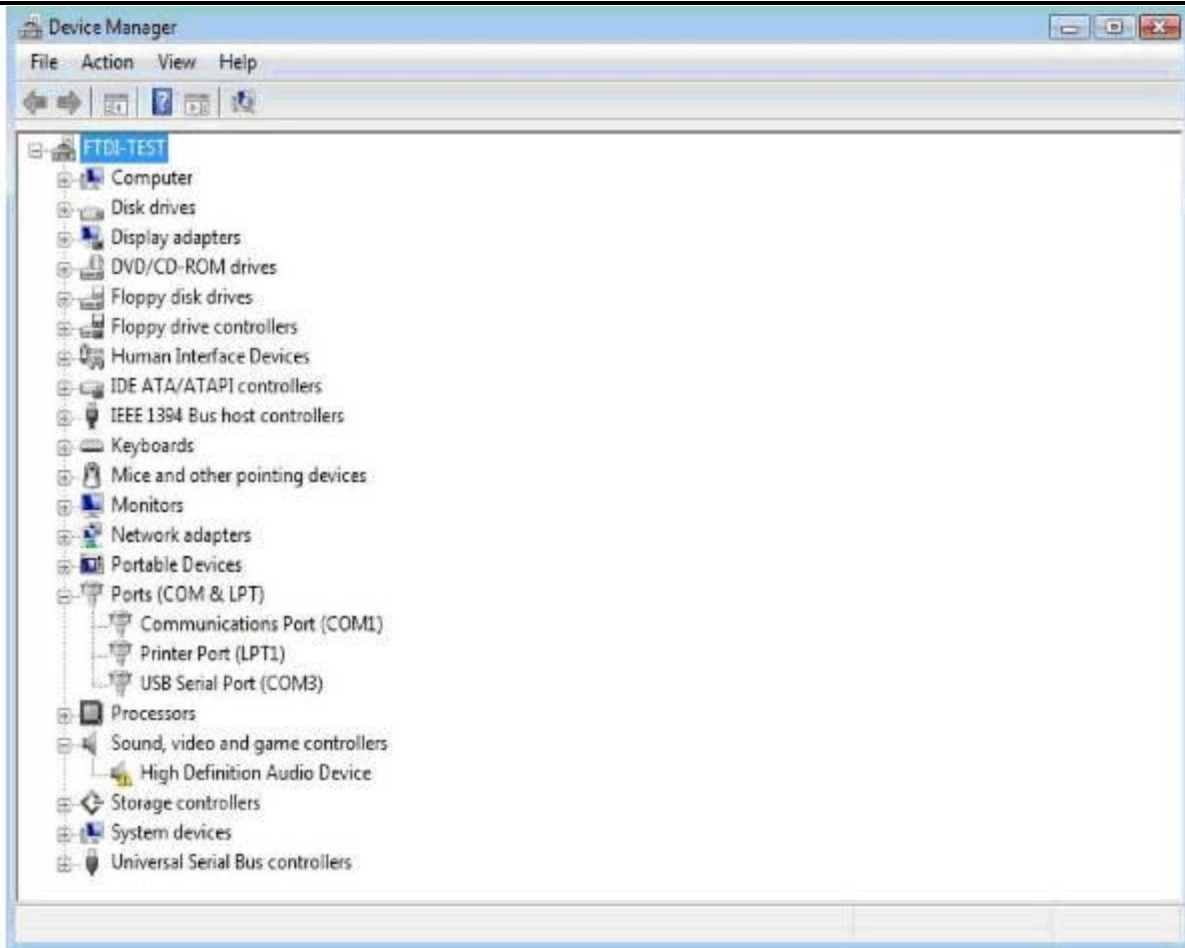 Device Manager
File Action View Help
FTDI-TEST
Computer
Disk drives
Display adapters
DVD/CD-ROM drives
Floppy disk drives
Floppy drive controllers
Human Interface Devices
IDE ATA/ATAPI controllers
IEEE 1394 Bus host controllers
Keyboards
Mice and other pointing devices
Monitors
Network adapters
Portable Devices
Ports (COM & LPT)
Communications Port (COM1)
Printer Port (LPT1)
USB Serial Port (COM3)
Processors
Sound, video and game controllers
High Definition Audio Device
Storage controllers
System devices
Universal Serial Bus controllers